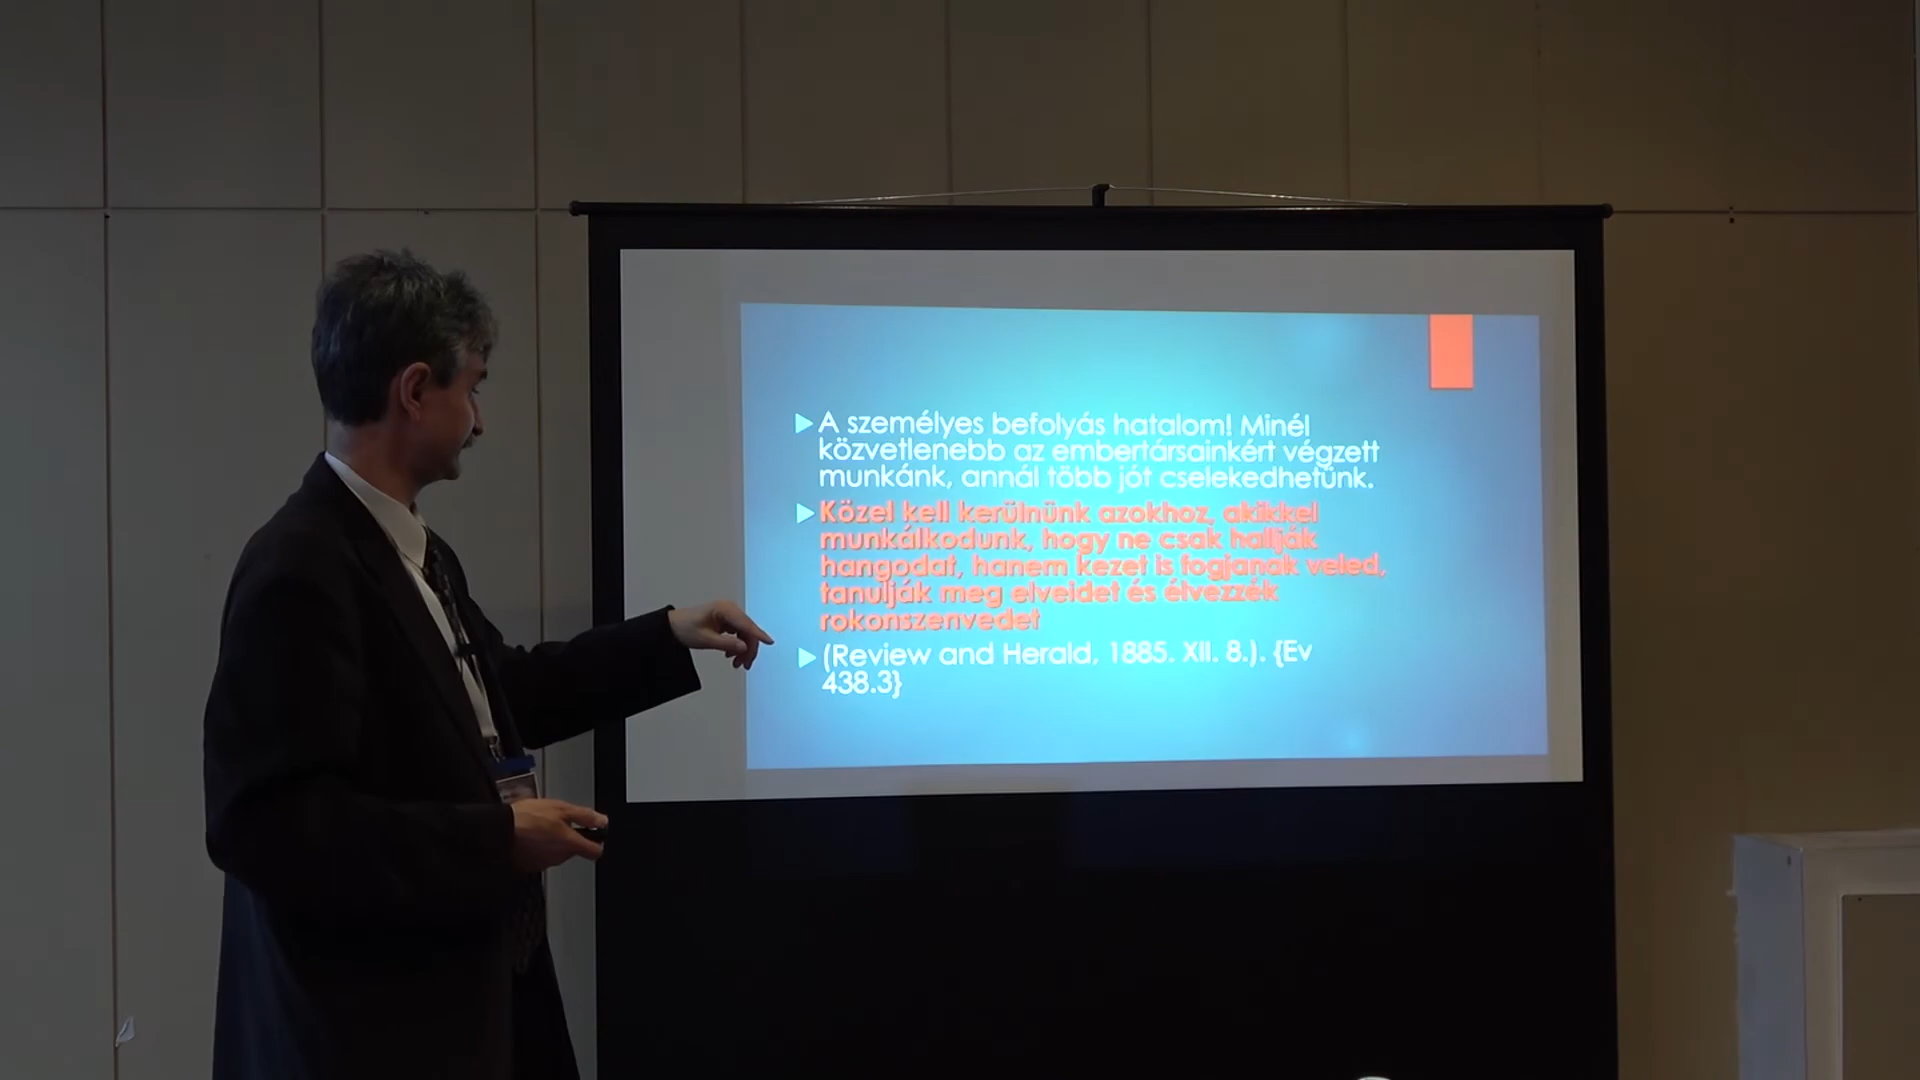 A személyes befolyás hatalom! Minél
közvetlenebb az embertársainkért végzett
munkánk, annál több jót cselekedhetünk.
Közel kell kerülnünk azokhoz, akikkel
munkálkodunk, hogy ne csak hallják
hangodat, hanem kezet is fogjanak veled,
tanulják meg elveidet és élvezzék
rokonszenvedet
(Review and Herald, 1885. XII. 8.). {Ev
438.3}